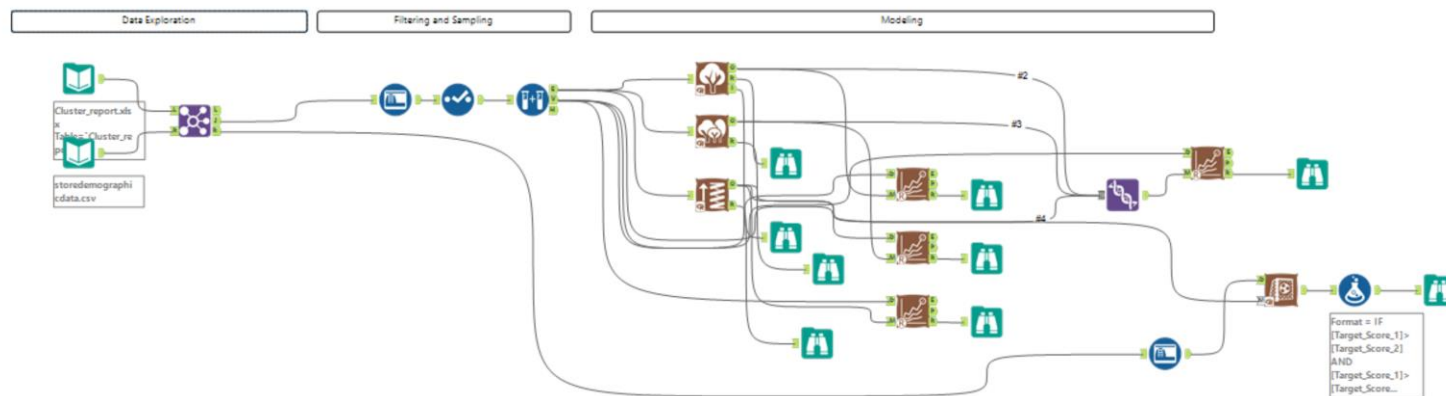 Data Exploration
Filtering and Sampling
Modeling
Cluster_report.xls
x
Table=`Cluster_re
storedemographi
cdata.csv
#2
#3
#4
Format = IF
[Target_Score_1]>
[Target_Score_2]
AND
[Target_Score_1]>
[Target_Score...